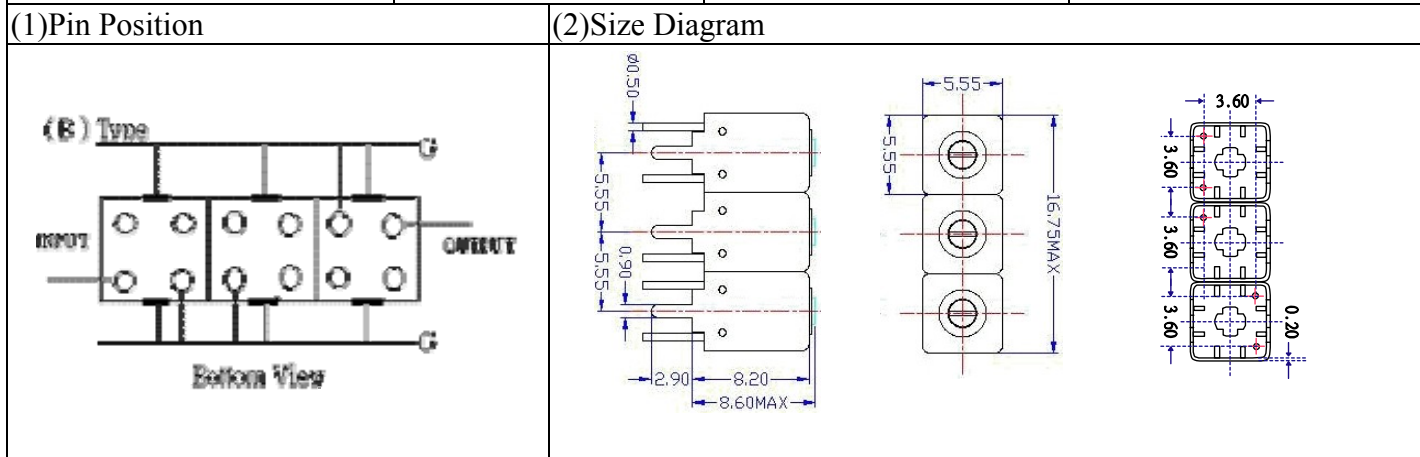 (1)Pin Position
(2)Size Diagram
(B) Type
G
INPUT
OUTPUT
G
Bottom View
Ø0.50
5.55
5.55
0.90
2.90
8.20
8.60MAX
5.55
5.55
16.75MAX
3.60
3.60
3.60
3.60
0.20